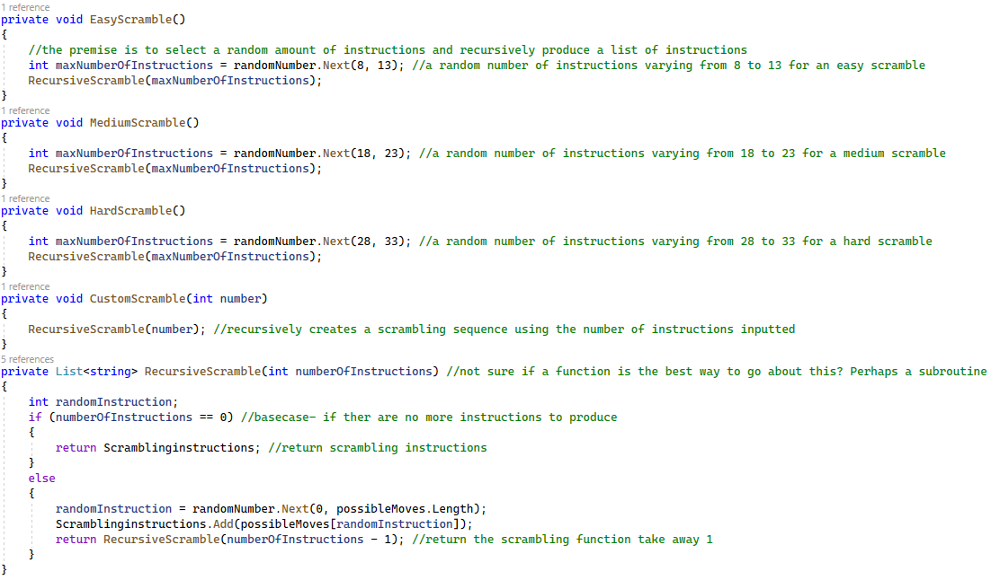 1 reference
private void EasyScramble()
{
//the premise is to select a random amount of instructions and recursively produce a list of instructions
int maxNumberOfInstructions = randomNumber.Next(8, 13); //a random number of instructions varying from 8 to 13 for an easy scramble
RecursiveScramble(maxNumberOfInstructions);
}
1 reference
private void MediumScramble()
{
int maxNumberOfInstructions = randomNumber.Next(18, 23); //a random number of instructions varying from 18 to 23 for a medium scramble
RecursiveScramble(maxNumberOfInstructions);
}
1 reference
private void HardScramble()
{
int maxNumberOfInstructions = randomNumber.Next(28, 33); //a random number of instructions varying from 28 to 33 for a hard scramble
RecursiveScramble(maxNumberOfInstructions);
}
1 reference
private void CustomScramble(int number)
{
RecursiveScramble(number); //recursively creates a scrambling sequence using the number of instructions inputted
}
5 references
private List<string> RecursiveScramble(int numberOfInstructions) //not sure if a function is the best way to go about this? Perhaps a subroutine
{
int randomInstruction;
if (numberOfInstructions == 0) //basecase- if ther are no more instructions to produce
{
return Scramblinginstructions; //return scrambling instructions
}
else
{
randomInstruction = randomNumber.Next(0, possibleMoves.Length);
Scramblinginstructions.Add(possibleMoves[randomInstruction]);
return RecursiveScramble(numberOfInstructions - 1); //return the scrambling function take away 1
}
}